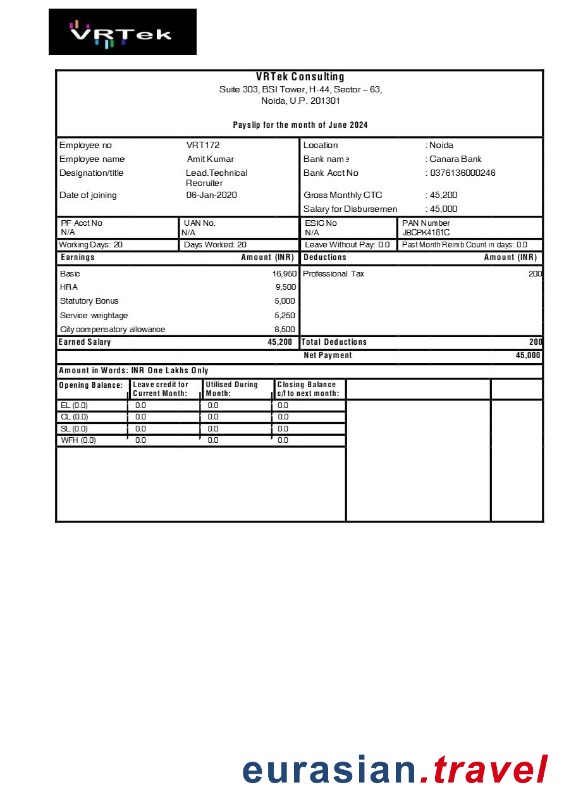 VRTek
VRTek Consulting
Suite 303, BSI Tower, H-44, Sector – 63,
Noida, U.P. 201301
Payslip for the month of June 2024
Employee no VRT172 Location : Noida
Employee name Amit Kumar Bank name : Canara Bank
Designation/title Lead.Technical Recruiter Bank Acct No : 0376136000246
Date of joining 06-Jan-2020 Gross Monthly CTC : 45,200
Salary for Disbursemen : 45,000
PF Acct No UAN No. ESIC No PAN Number
N/A N/A N/A JBCPK4181C
Working Days: 20 Days Worked: 20 Leave Without Pay: 0.0 Past Month Reimb Count in days: 0.0
Earnings Amount (INR) Deductions Amount (INR)
Basic 16,950 Professional Tax 200
HRA 9,500
Statutory Bonus 5,000
Service weightage 5,250
City compensatory allowance 8,500
Earned Salary 45,200 Total Deductions 200
Net Payment 45,000
Amount in Words: INR One Lakhs Only
Opening Balance: Leave credit for Current Month: Utilised During Month: Closing Balance c/f to next month:
EL (0.0) 0.0 0.0 0.0
CL (0.0) 0.0 0.0 0.0
SL (0.0) 0.0 0.0 0.0
WFH (0.0) 0.0 0.0 0.0
eurasian.travel